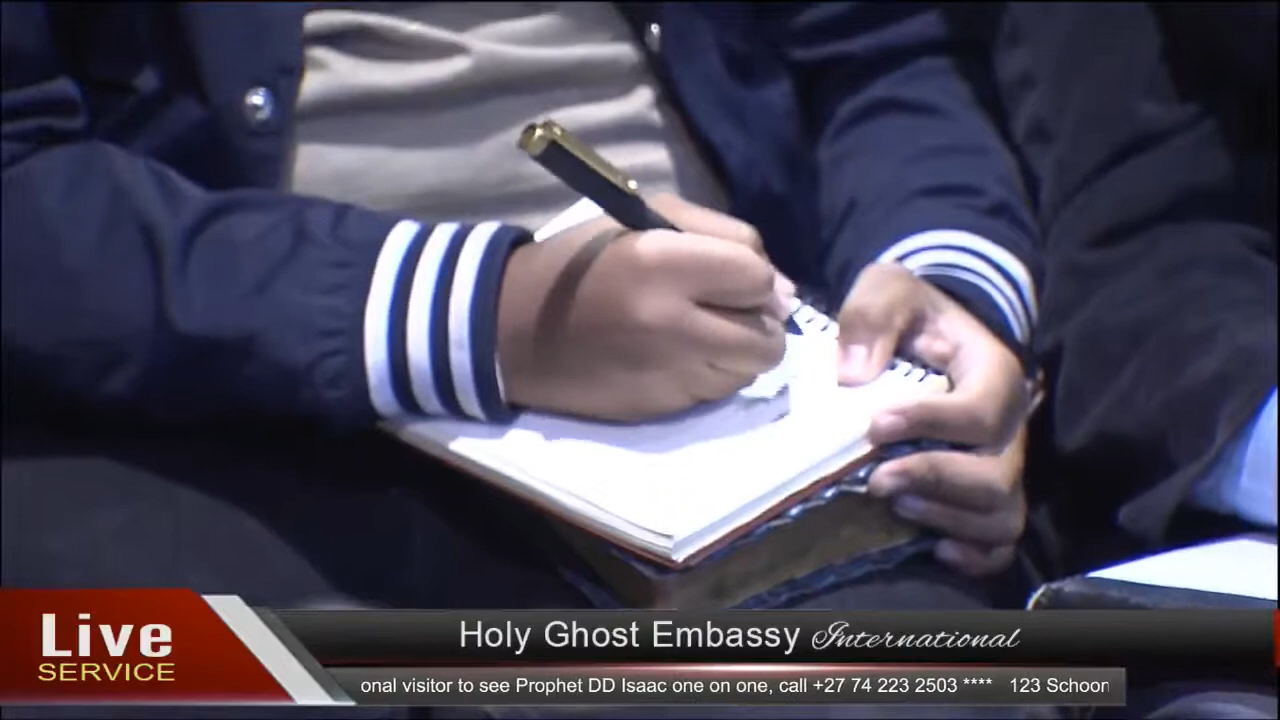 Live
SERVICE
Holy Ghost Embassy International
onal visitor to see Prophet DD Isaac one on one, call +27 74 223 2503 **** 123 Schoon